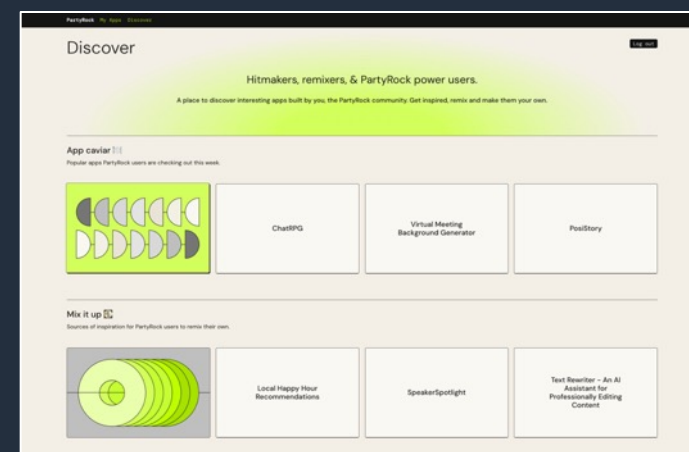 PartyRock My Apps Discover
Discover
Log out
Hitmakers, remixers, & PartyRock power users.
A place to discover interesting apps built by you, the PartyRock community. Get inspired, remix and make them your own.
App caviar
Popular apps PartyRock users are checking out this week.
ChatRPG
Virtual Meeting
Background Generator
PosiStory
Mix it up
Sources of inspiration for PartyRock users to remix their own.
Local Happy Hour
Recommendations
SpeakerSpotlight
Text Rewriter - An AI
Assistant for
Professionally Editing
Content